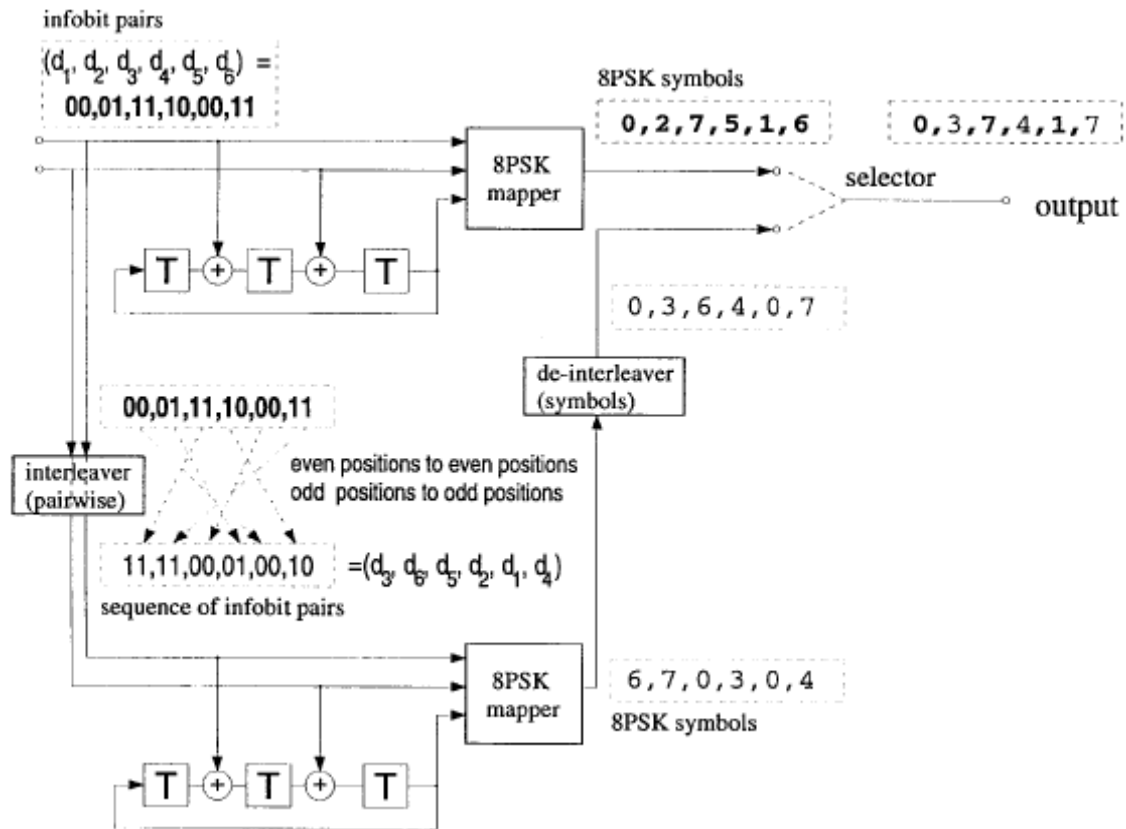 infobit pairs
(d1, d2, d3, d4, d5, d6) =
00,01,11,10,00,11
8PSK symbols
0,2,7,5,1,6
0,3,7,4,1,7
8PSK
mapper
selector
output
T + T + T
0,3,6,4,0,7
de-interleaver
(symbols)
00,01,11,10,00,11
interleaver
(pairwise)
even positions to even positions
odd positions to odd positions
11,11,00,01,00,10 =(d3, d6, d5, d2, d1, d4)
sequence of infobit pairs
8PSK
mapper
6,7,0,3,0,4
8PSK symbols
T + T + T